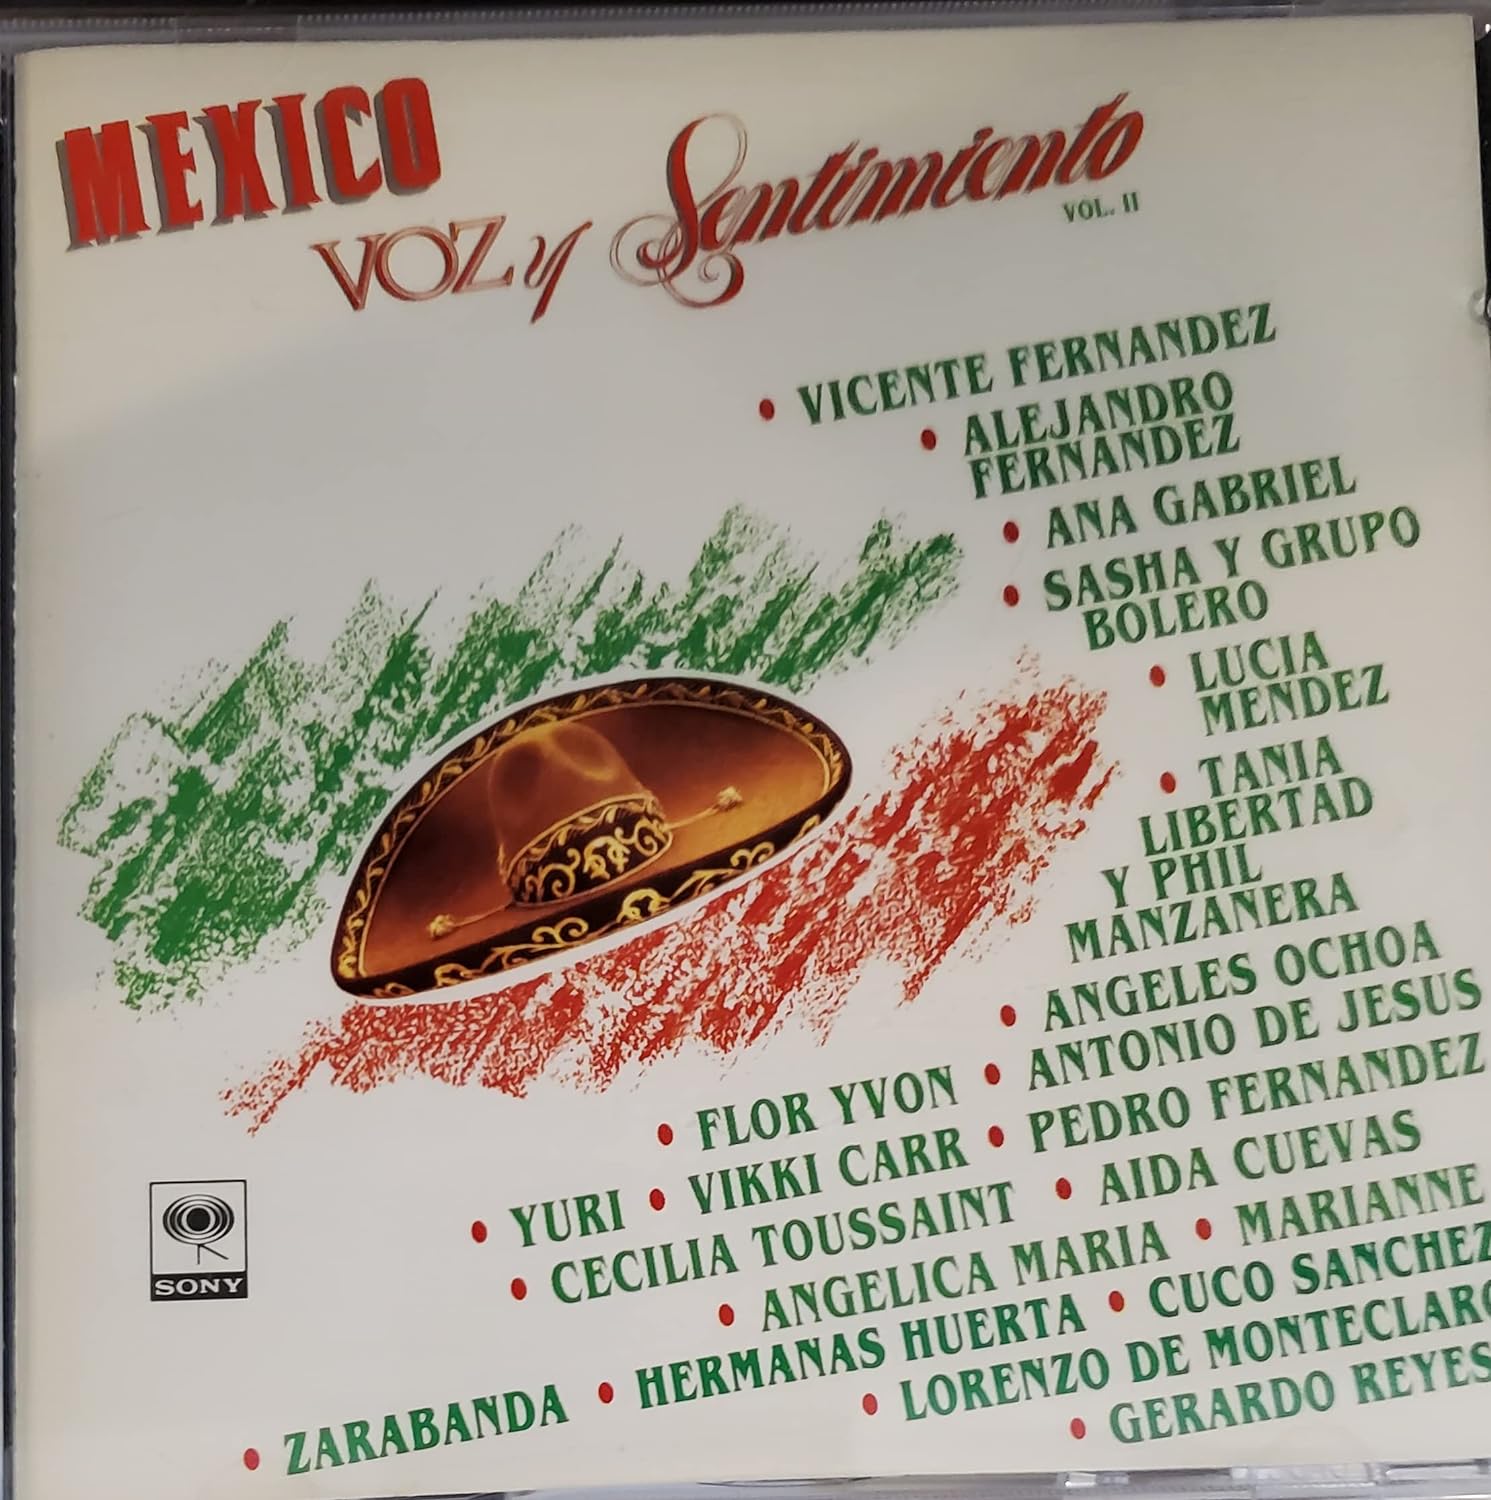 MEXICO
VOZ y Sentimiento
VOL. II
• VICENTE FERNANDEZ
• ALEJANDRO
FERNANDEZ
• ANA GABRIEL
• SASHA Y GRUPO
BOLERO
• LUCIA
MENDEZ
• TANIA
LIBERTAD
Y PHIL
MANZANERA
• ANGELES OCHOA
• FLOR YVON • ANTONIO DE JESUS
• YURI • VIKKI CARR • PEDRO FERNANDEZ
• CECILIA TOUSSAINT • AIDA CUEVAS
• ANGELICA MARIA • MARIANNE
• ZARABANDA • HERMANAS HUERTA • CUCO SANCHEZ
• LORENZO DE MONTECLARO
• GERARDO REYES
SONY